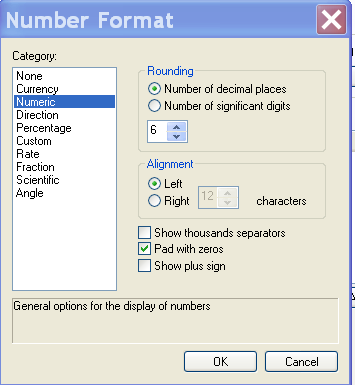 Number Format
Category:
None
Currency
Numeric
Direction
Percentage
Custom
Rate
Fraction
Scientific
Angle
Rounding
Number of decimal places
Number of significant digits
6
Alignment
Left
Right 12 characters
Show thousands separators
Pad with zeros
Show plus sign
General options for the display of numbers
OK Cancel